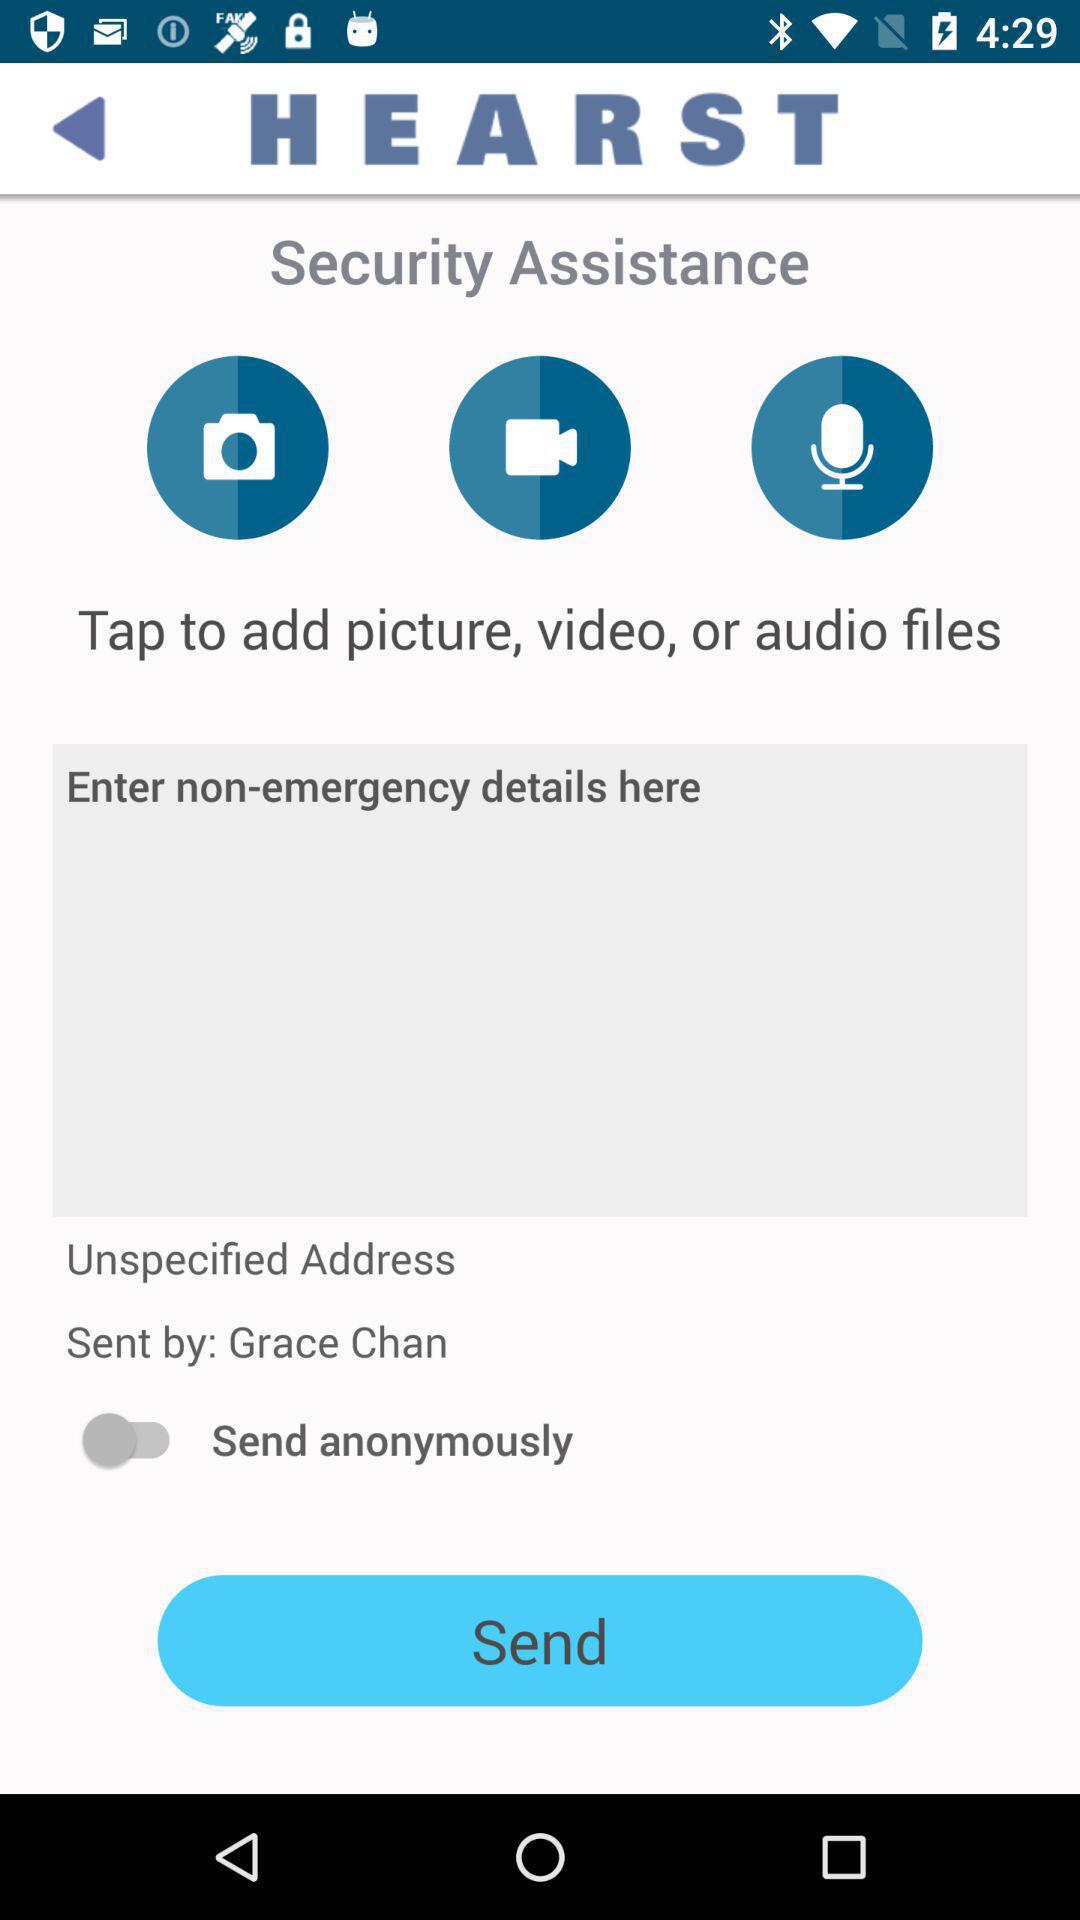 FAKE
4:29
HEARST
Security Assistance
Tap to add picture, video, or audio files
Enter non-emergency details here
Unspecified Address
Sent by: Grace Chan
Send anonymously
Send